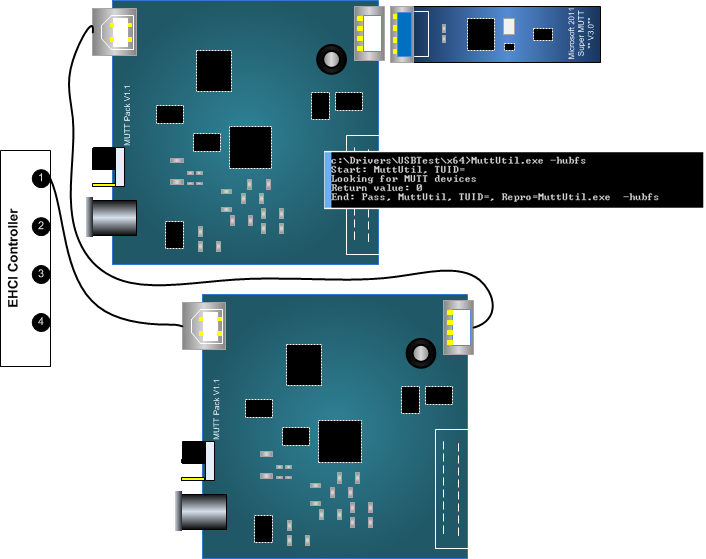 MUTT Pack V1.1
Microsoft 2011
Super MUTT
** V3.0**
c:\Drivers\USBTest\x64>MuttUtil.exe -hubfs
Start: MuttUtil, TUID=
Looking for MUTT devices
Return value: 0
End: Pass, MuttUtil, TUID=, Repro=MuttUtil.exe  -hubfs
EHCI Controller
1
2
3
4
MUTT Pack V1.1